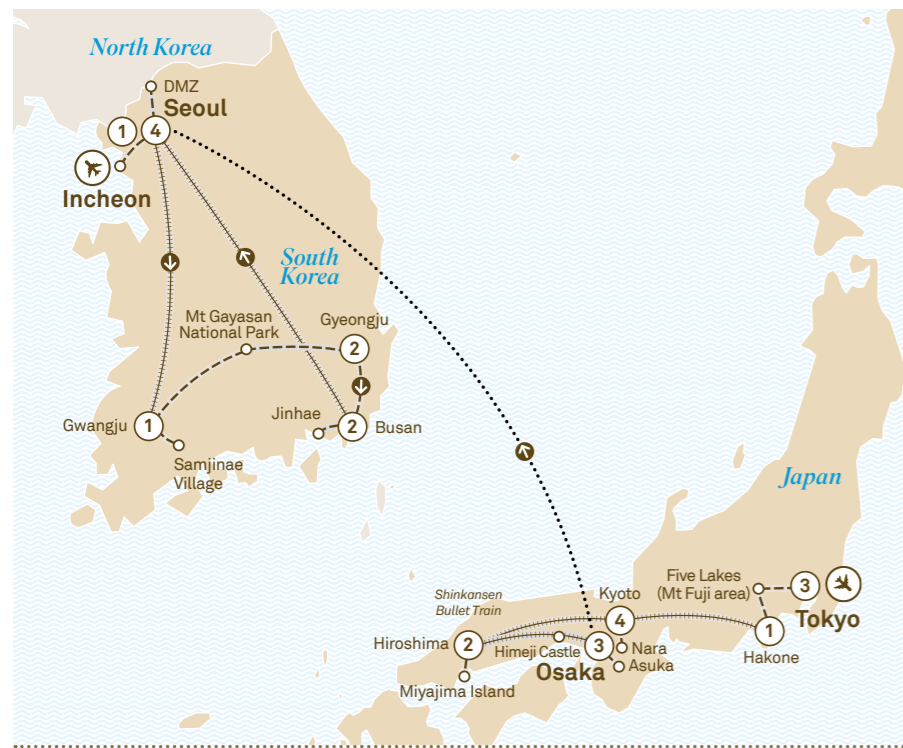 North Korea
DMZ
Seoul
1
4
Incheon
South
Korea
Mt Gayasan
National Park
Gyeongju
2
Jinhae
Gwangju
1
2
Busan
Samjinae
Village
Japan
Five Lakes
(Mt Fuji area)
3
Tokyo
Shinkansen
Bullet Train
Kyoto
4
1
Hakone
Hiroshima
2
Himeji Castle
3
Nara
Osaka
Asuka
Miyajima Island